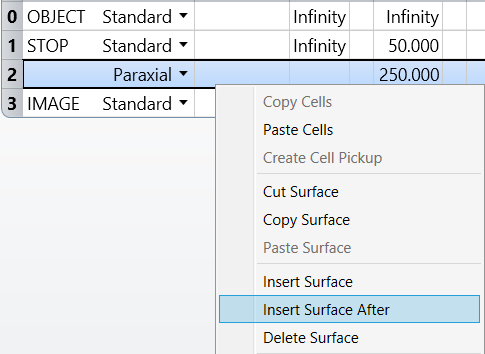 0 OBJECT Standard Infinity Infinity
1 STOP Standard Infinity 50.000
2 Paraxial 250.000
3 IMAGE Standard
Copy Cells
Paste Cells
Create Cell Pickup
Cut Surface
Copy Surface
Paste Surface
Insert Surface
Insert Surface After
Delete Surface